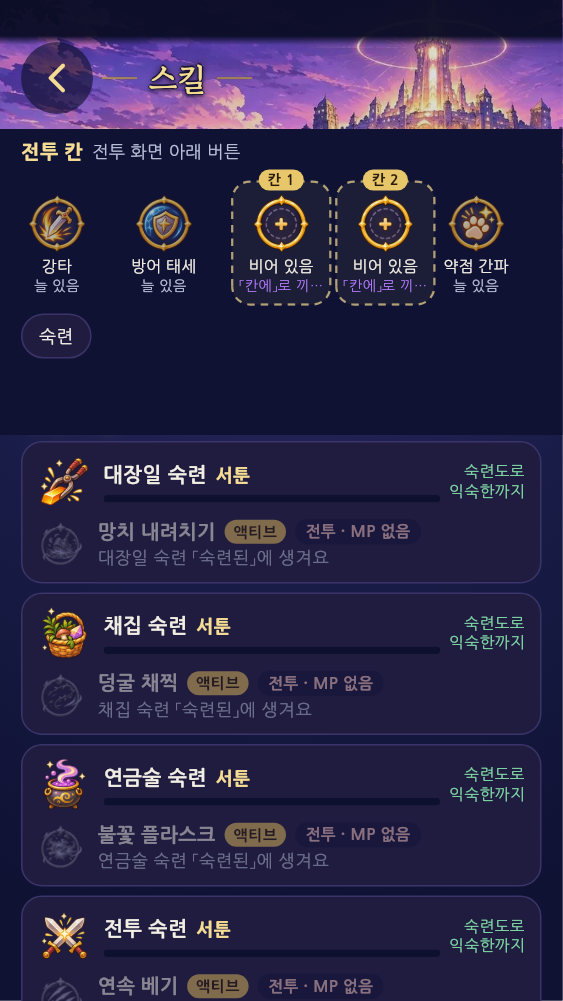 스킬
전투 칸 전투 화면 아래 버튼
칸 1 칸 2
강타 방어 태세 비어 있음 비어 있음 약점 간파
늘 있음 늘 있음 「칸에」로 끼… 「칸에」로 끼… 늘 있음
숙련
대장일 숙련 서툰 숙련도로
익숙한까지
망치 내려치기 액티브 전투 · MP 없음
대장일 숙련 「숙련된」에 생겨요
채집 숙련 서툰 숙련도로
익숙한까지
덩굴 채찍 액티브 전투 · MP 없음
채집 숙련 「숙련된」에 생겨요
연금술 숙련 서툰 숙련도로
익숙한까지
불꽃 플라스크 액티브 전투 · MP 없음
연금술 숙련 「숙련된」에 생겨요
전투 숙련 서툰 숙련도로
익숙한까지
연속 베기 액티브 전투 · MP 없음